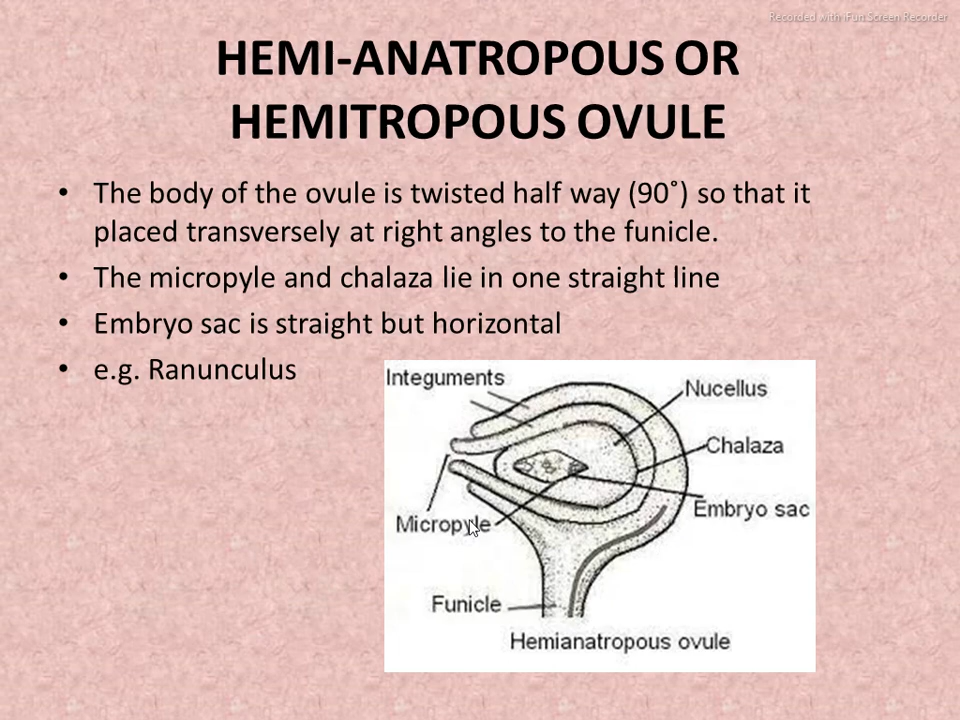 Recorded with iFun Screen Recorder
HEMI-ANATROPOUS OR
HEMITROPOUS OVULE
• The body of the ovule is twisted half way (90˚) so that it
placed transversely at right angles to the funicle.
• The micropyle and chalaza lie in one straight line
• Embryo sac is straight but horizontal
• e.g. Ranunculus
Integuments
Nucellus
Chalaza
Embryo sac
Micropyle
Funicle
Hemianatropous ovule